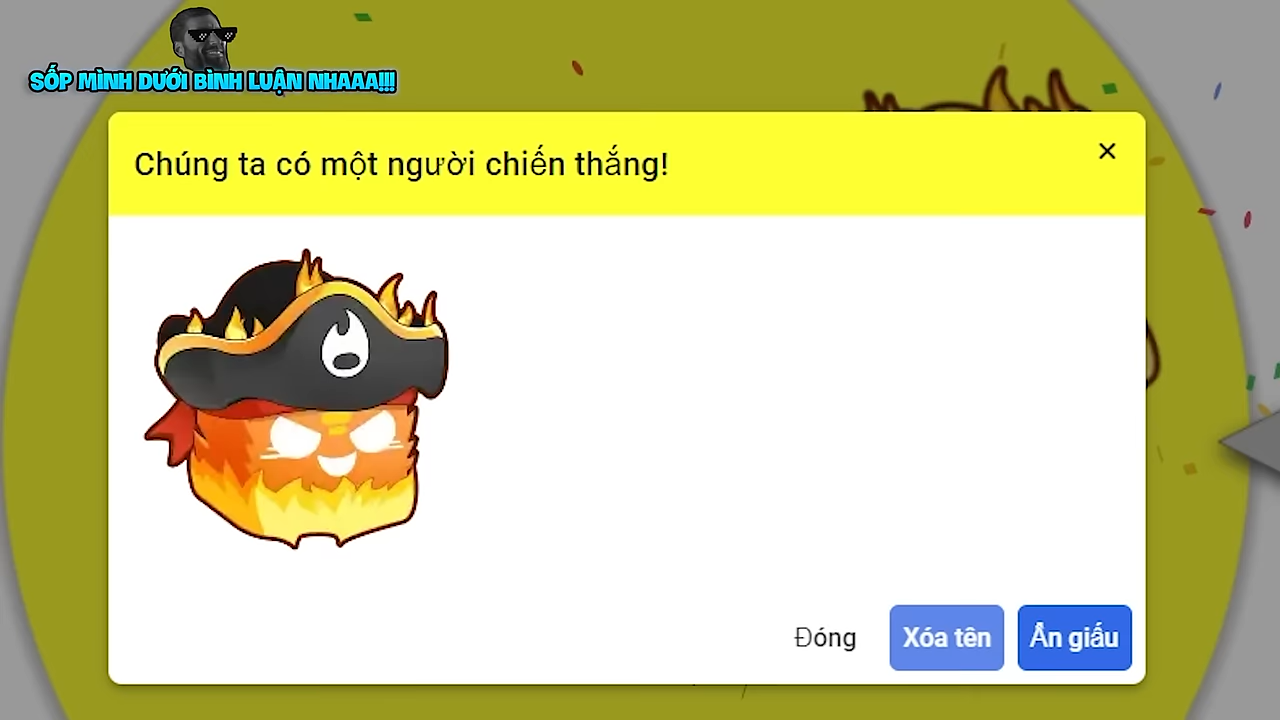 SỐP MÌNH DƯỚI BÌNH LUẬN NHAAA!!!
Chúng ta có một người chiến thắng!
×
Đóng
Xóa tên
Ẩn giấu